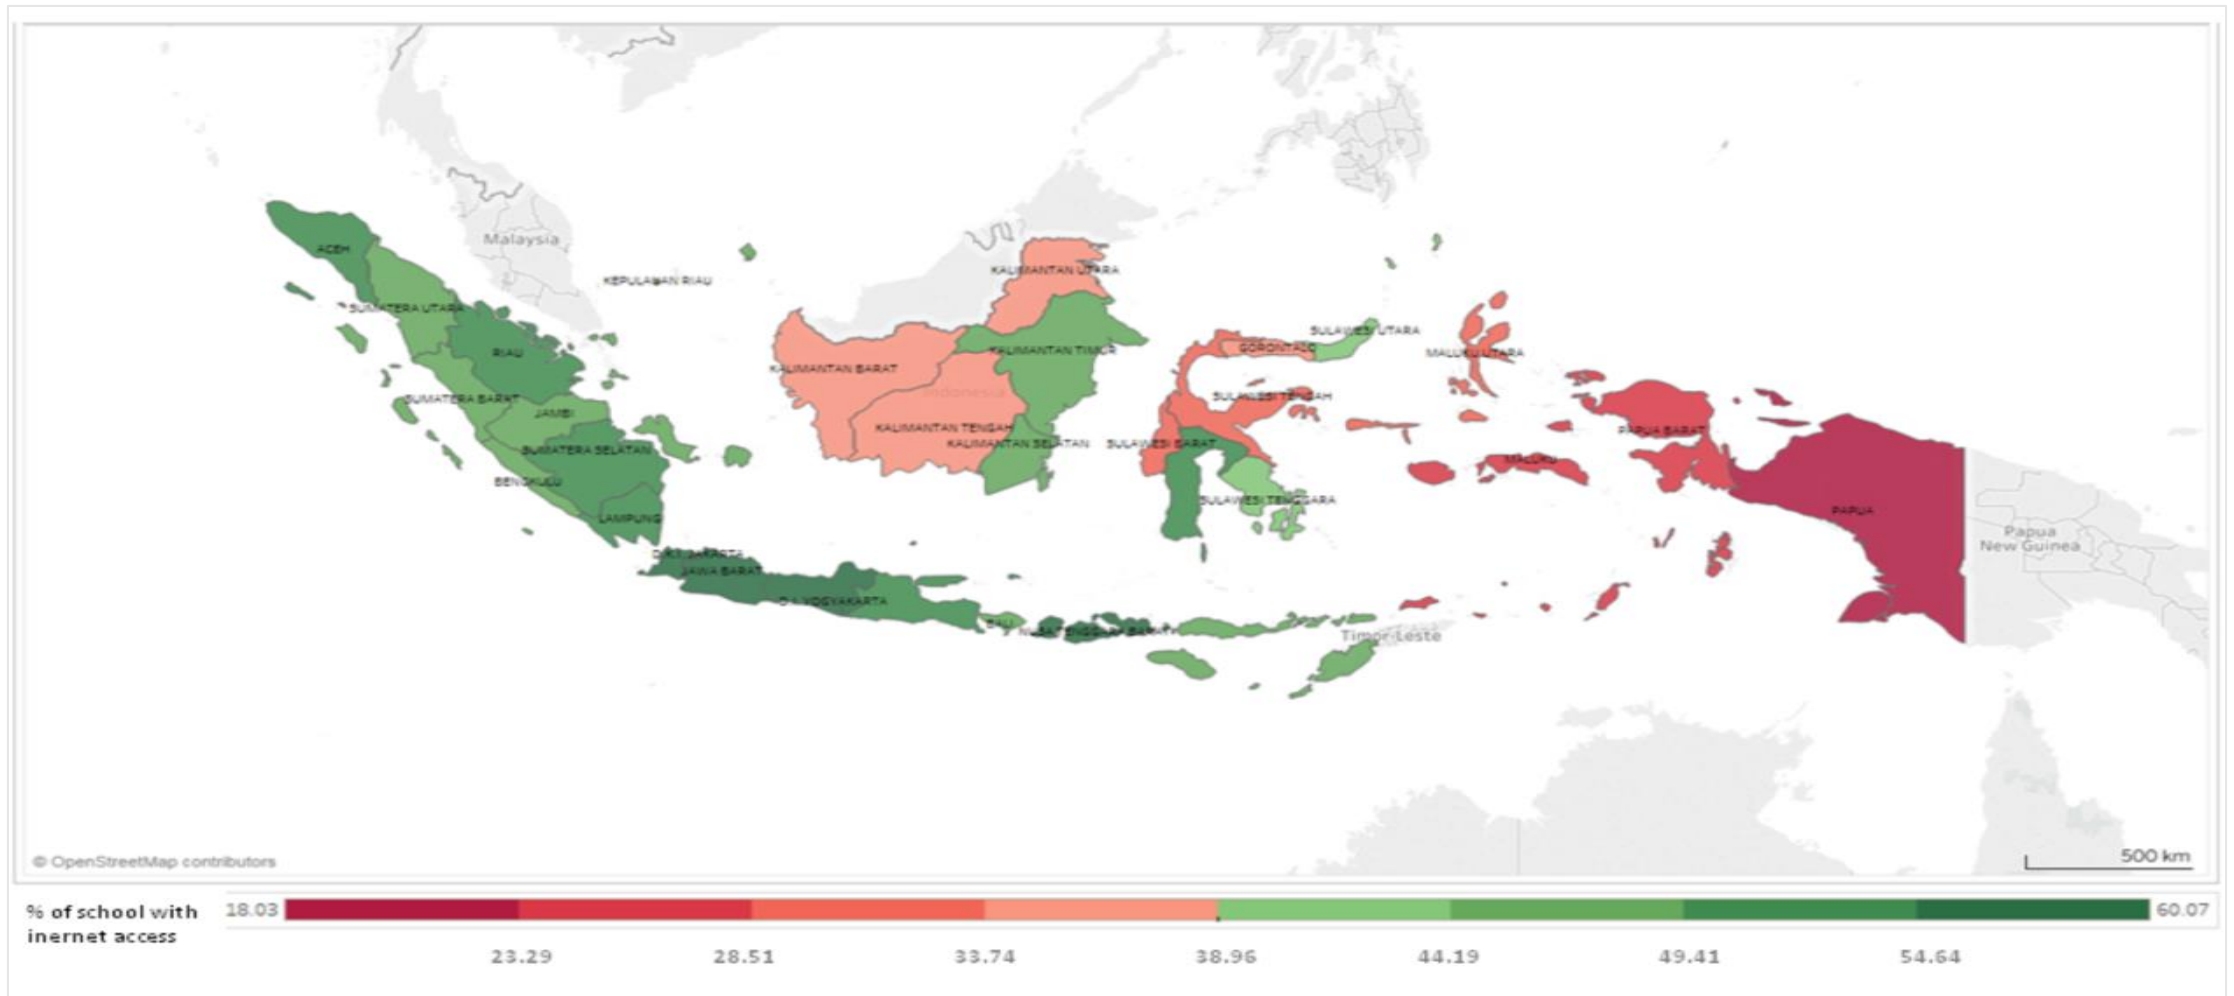 Malaysia
ACEH
KEPULAUAN RIAU
KALIMANTAN UTARA
SUMATERA UTARA
SULAWESI UTARA
RIAU
KALIMANTAN TIMUR
GORONTALO
MALUKU UTARA
KALIMANTAN BARAT
Indonesia
SUMATERA BARAT
SULAWESI TENGAH
JAMBI
KALIMANTAN TENGAH
PAPUA BARAT
SUMATERA SELATAN
KALIMANTAN SELATAN
SULAWESI BARAT
MALUKU
BENGKULU
SULAWESI TENGGARA
LAMPUNG
PAPUA
Papua
New Guinea
D.K.I. JAKARTA
JAWA BARAT
D.I. YOGYAKARTA
BALI
NUSA TENGGARA BARAT
Timor-Leste
© OpenStreetMap contributors
500 km
% of school with
inernet access
18.03
60.07
23.29 28.51 33.74 38.96 44.19 49.41 54.64